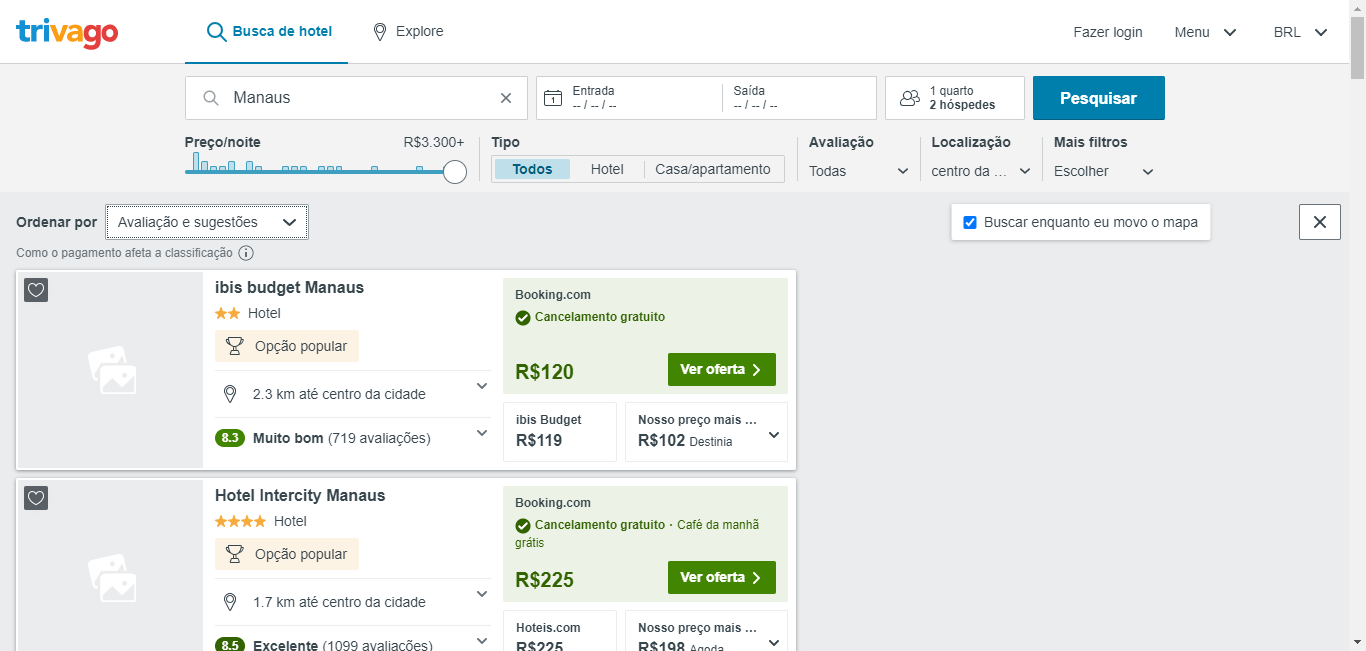 trivago
Busca de hotel
Explore
Fazer login
Menu
BRL
Manaus
Entrada
-- / -- / --
Saída
-- / -- / --
1 quarto
2 hóspedes
Pesquisar
Preço/noite
R$3.300+
Tipo
Todos
Hotel
Casa/apartamento
Avaliação
Todas
Localização
centro da ...
Mais filtros
Escolher
Ordenar por
Avaliação e sugestões
Buscar enquanto eu movo o mapa
Como o pagamento afeta a classificação
ibis budget Manaus
Hotel
Opção popular
2.3 km até centro da cidade
8.3 Muito bom (719 avaliações)
Booking.com
Cancelamento gratuito
R$120
Ver oferta
ibis Budget
R$119
Nosso preço mais ...
R$102 Destinia
Hotel Intercity Manaus
Hotel
Opção popular
1.7 km até centro da cidade
8.5 Excelente (1099 avaliações)
Booking.com
Cancelamento gratuito · Café da manhã
grátis
R$225
Ver oferta
Hoteis.com
R$225
Nosso preço mais ...
R$198 Agoda